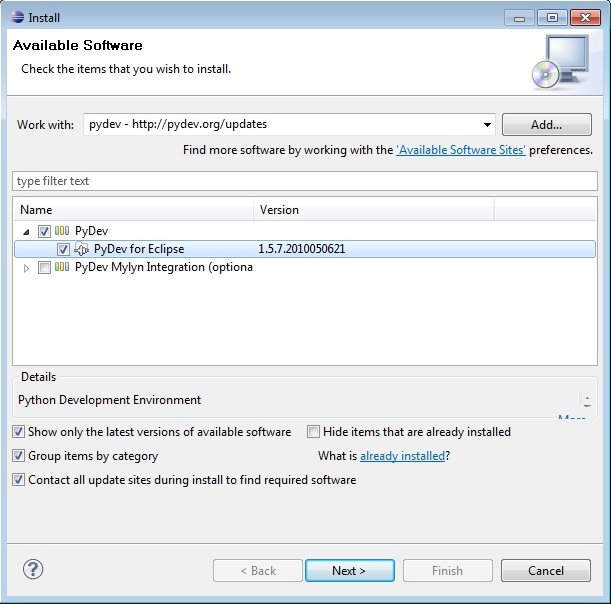 Install
Available Software
Check the items that you wish to install.
Work with: pydev - http://pydev.org/updates Add...
Find more software by working with the 'Available Software Sites' preferences.
type filter text
Name Version
PyDev
PyDev for Eclipse 1.5.7.2010050621
PyDev Mylyn Integration (optiona
Details
Python Development Environment
More
Show only the latest versions of available software Hide items that are already installed
Group items by category What is already installed?
Contact all update sites during install to find required software
? < Back Next > Finish Cancel